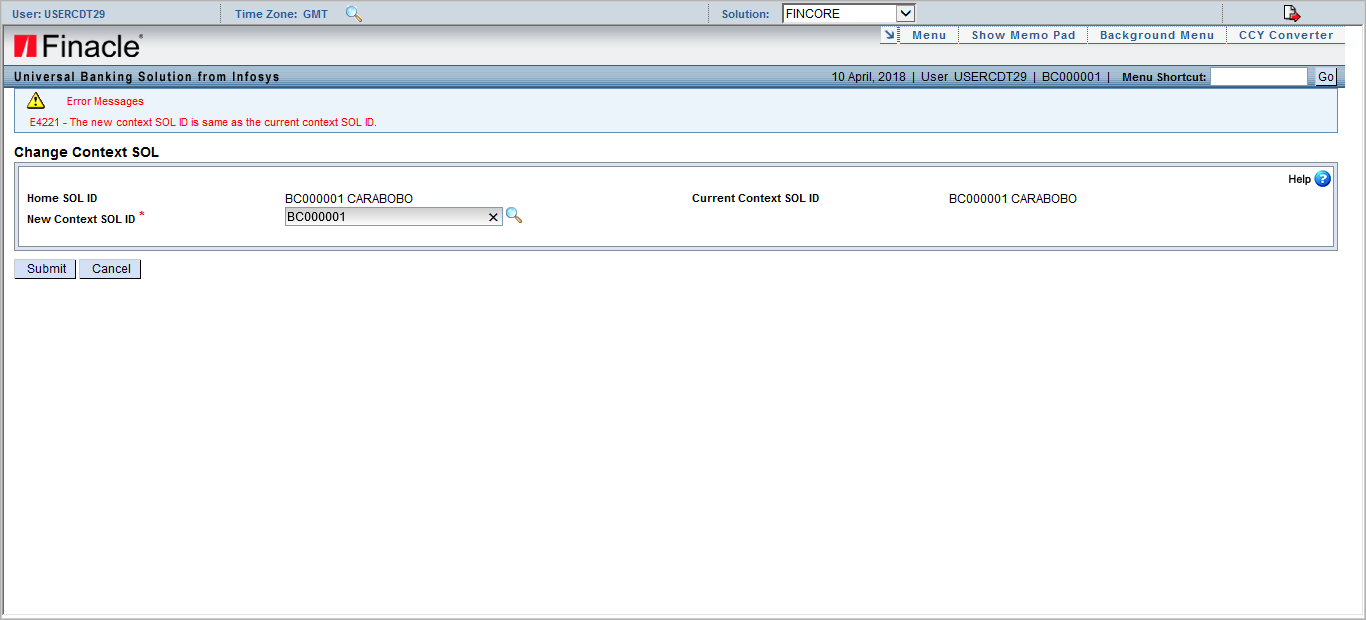 User: USERCDT29 Time Zone: GMT Solution: FINCORE
Finacle
Menu Show Memo Pad Background Menu CCY Converter
Universal Banking Solution from Infosys 10 April, 2018 | User USERCDT29 | BC000001 | Menu Shortcut: Go
Error Messages
E4221 - The new context SOL ID is same as the current context SOL ID.
Change Context SOL
Help ?
Home SOL ID BC000001 CARABOBO Current Context SOL ID BC000001 CARABOBO
New Context SOL ID * BC000001
Submit Cancel